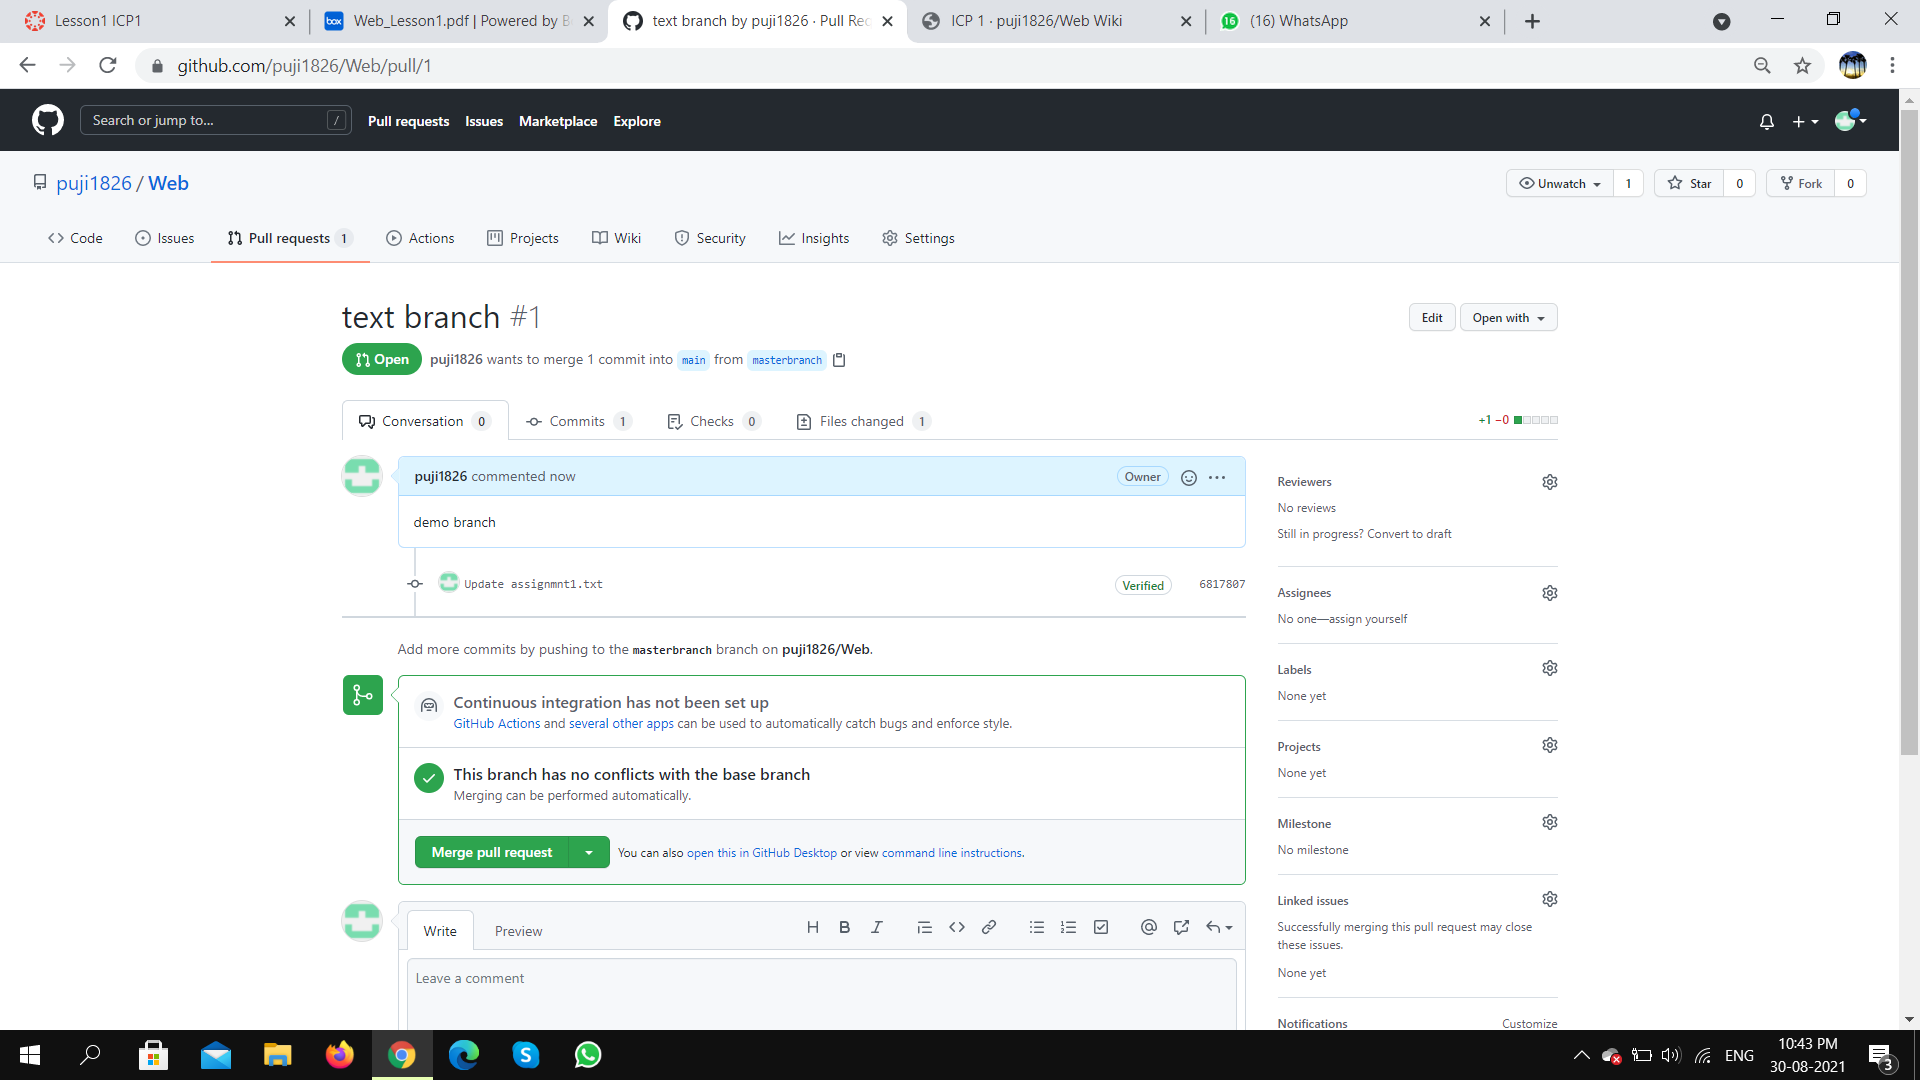 Lesson1 ICP1
Web_Lesson1.pdf | Powered by B
text branch by puji1826 · Pull Rec
ICP 1 · puji1826/Web Wiki
16 (16) WhatsApp
github.com/puji1826/Web/pull/1
Search or jump to... /
Pull requests Issues Marketplace Explore
puji1826 / Web
Unwatch 1 Star 0 Fork 0
Code Issues Pull requests 1 Actions Projects Wiki Security Insights Settings
text branch #1
Edit Open with
Open puji1826 wants to merge 1 commit into main from masterbranch
Conversation 0 Commits 1 Checks 0 Files changed 1
+1 −0
puji1826 commented now
Owner
demo branch
Update assignmnt1.txt
Verified 6817807
Add more commits by pushing to the masterbranch branch on puji1826/Web.
Continuous integration has not been set up
GitHub Actions and several other apps can be used to automatically catch bugs and enforce style.
This branch has no conflicts with the base branch
Merging can be performed automatically.
Merge pull request You can also open this in GitHub Desktop or view command line instructions.
Write Preview
H B I
Leave a comment
Reviewers
No reviews
Still in progress? Convert to draft
Assignees
No one—assign yourself
Labels
None yet
Projects
None yet
Milestone
No milestone
Linked issues
Successfully merging this pull request may close
these issues.
None yet
Notifications Customize
box
ENG
10:43 PM
30-08-2021
3